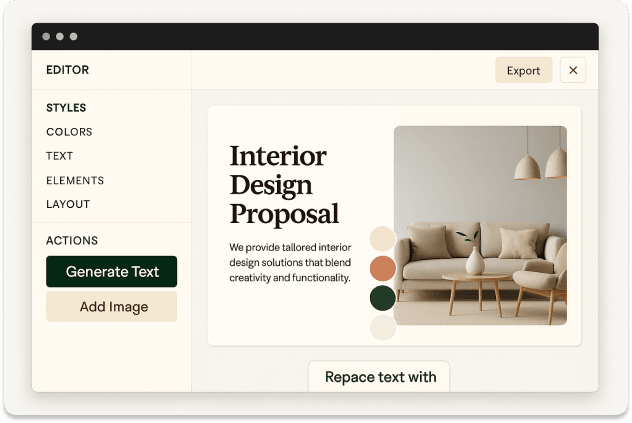 EDITOR
Export
×
STYLES
COLORS
TEXT
ELEMENTS
LAYOUT
ACTIONS
Generate Text
Add Image
Interior
Design
Proposal
We provide tailored interior
design solutions that blend
creativity and functionality.
Repace text with